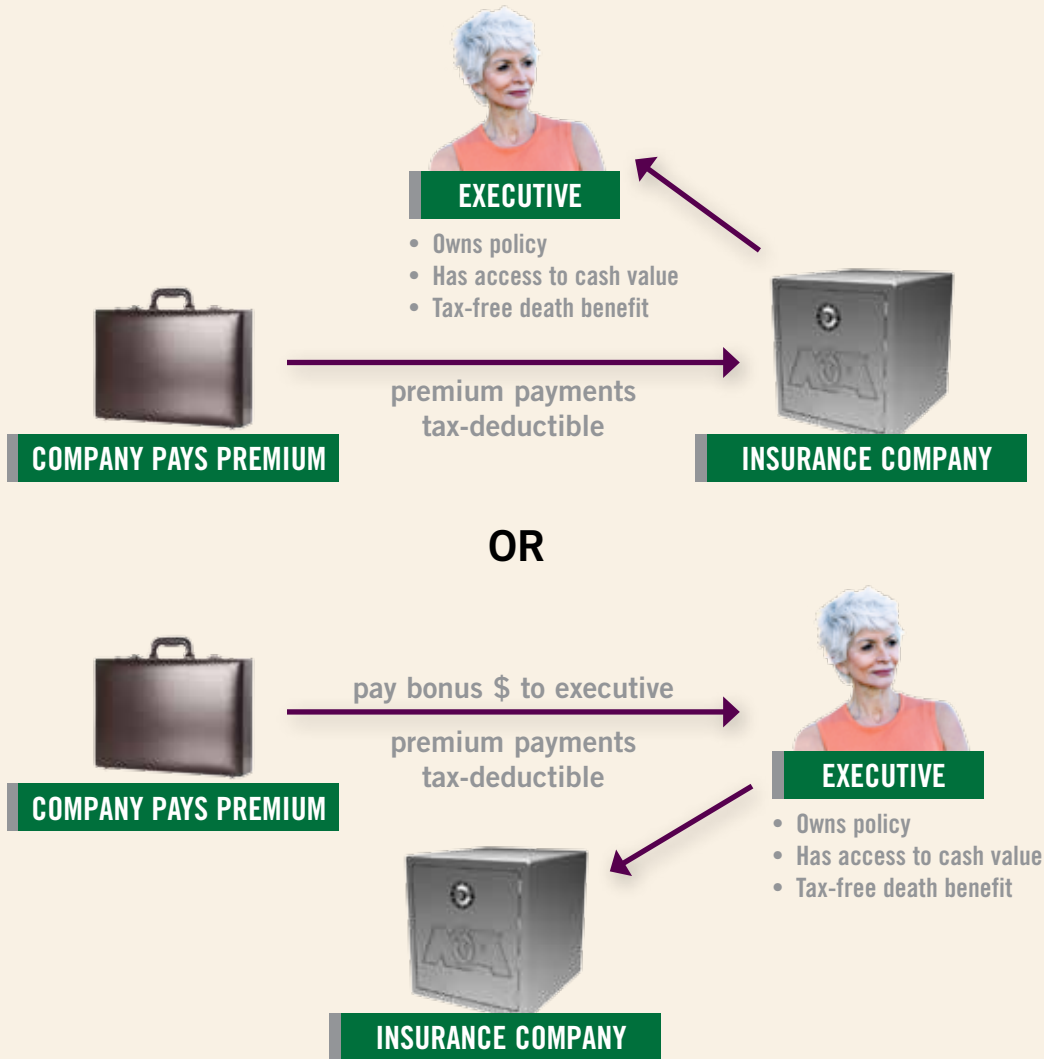 EXECUTIVE
• Owns policy
• Has access to cash value
• Tax-free death benefit
premium payments
tax-deductible
COMPANY PAYS PREMIUM
INSURANCE COMPANY
OR
pay bonus $ to executive
premium payments
tax-deductible
COMPANY PAYS PREMIUM
EXECUTIVE
• Owns policy
• Has access to cash value
• Tax-free death benefit
INSURANCE COMPANY